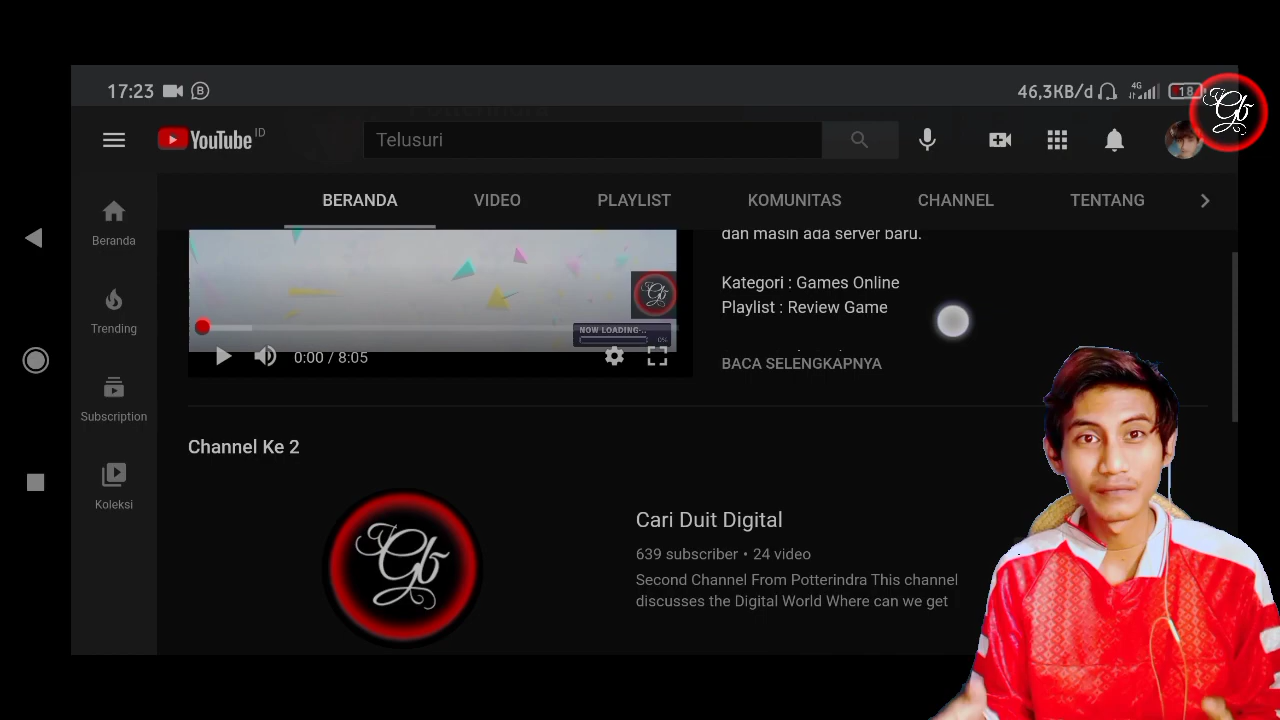 17:23
46,3KB/d
4G
18
YouTube ID
Telusuri
BERANDA
VIDEO
PLAYLIST
KOMUNITAS
CHANNEL
TENTANG
Beranda
Trending
Subscription
Koleksi
dan masih ada server baru.
Kategori : Games Online
Playlist : Review Game
BACA SELENGKAPNYA
NOW LOADING..
0%
0:00 / 8:05
Channel Ke 2
Cari Duit Digital
639 subscriber • 24 video
Second Channel From Potterindra This channel
discusses the Digital World Where can we get